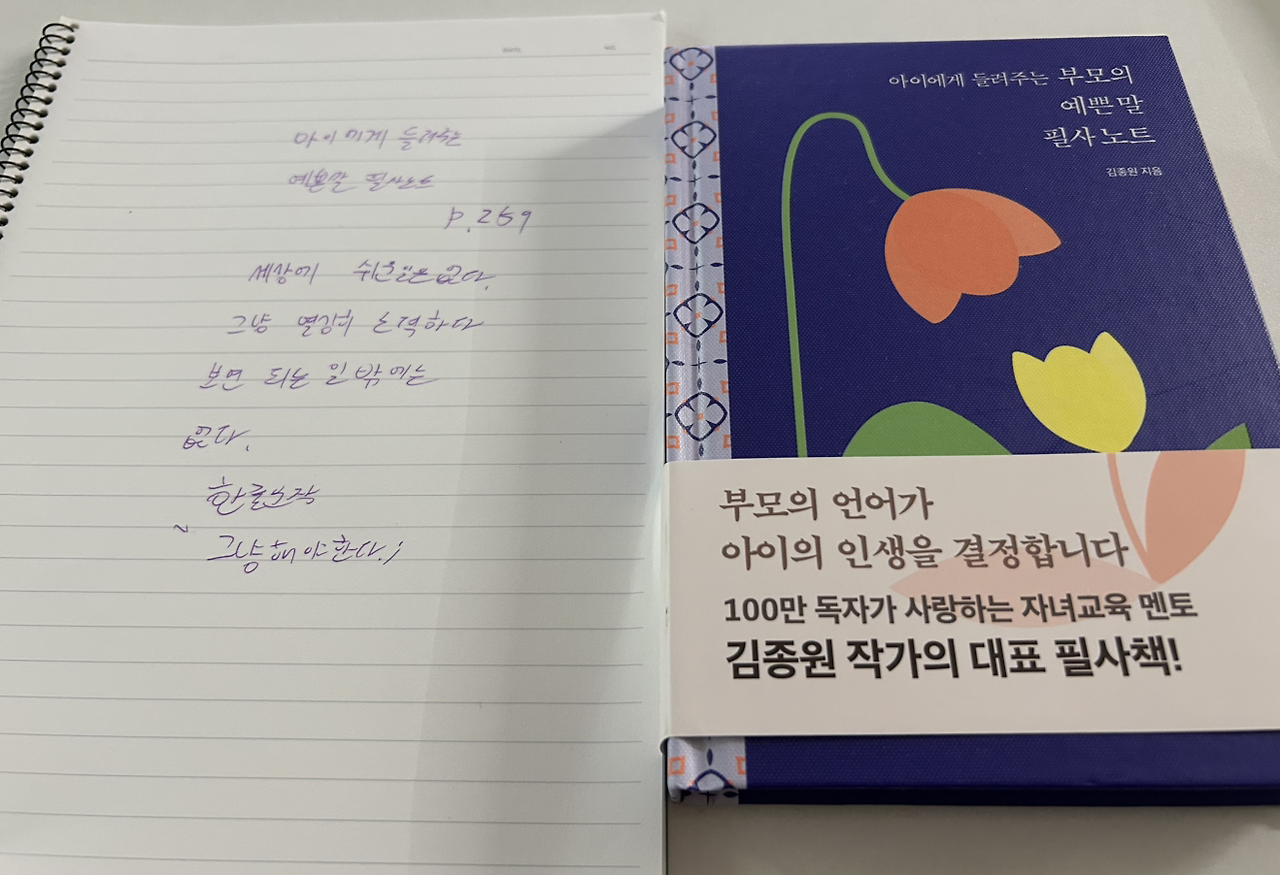 아이에게 들려주는
예쁜말 필사노트
P. 269
세상에 쉬운일은 없다.
그냥 열심히 노력하다
보면 되는 일 밖에는
없다.
그냥 해야 한다.
아이에게 들려주는 부모의
예쁜 말
필사 노트
김종원 지음
부모의 언어가
아이의 인생을 결정합니다
100만 독자가 사랑하는 자녀교육 멘토
김종원 작가의 대표 필사책!